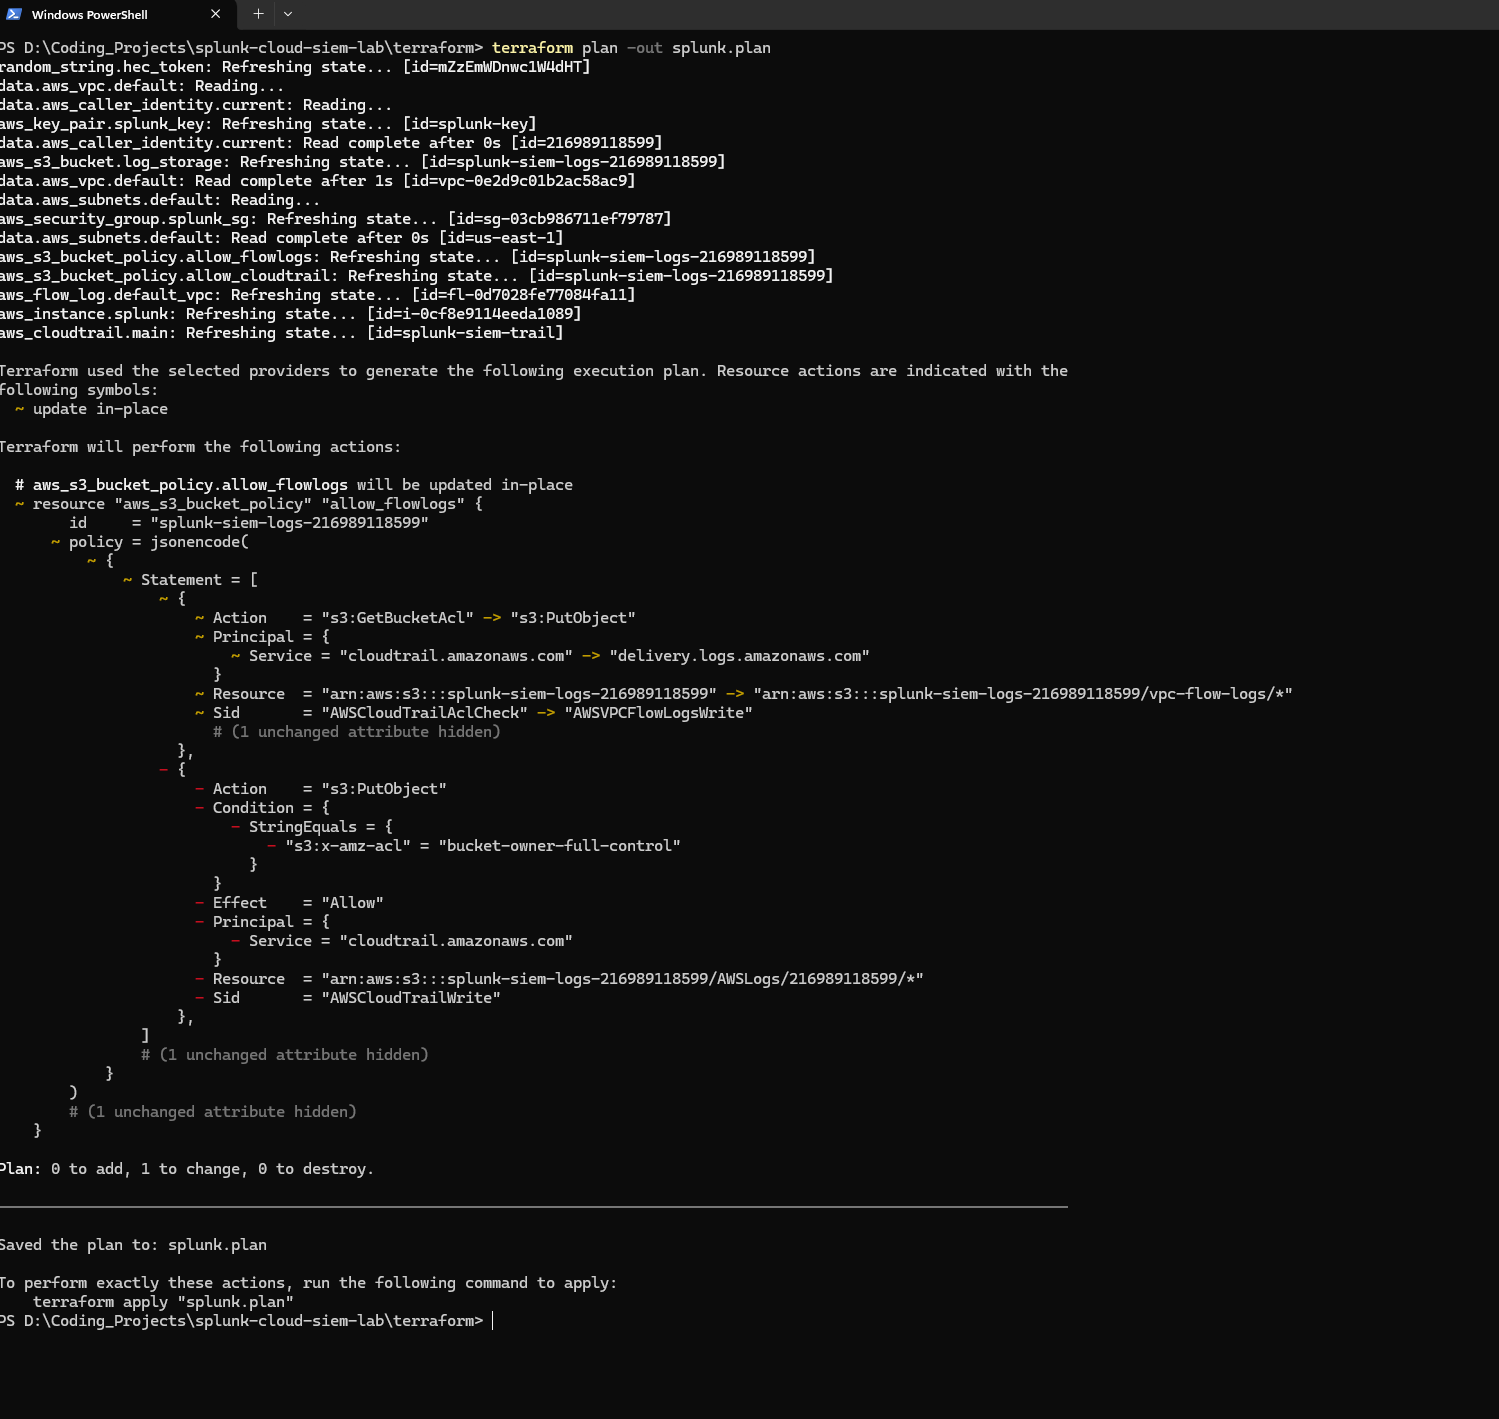 Windows PowerShell
PS D:\Coding_Projects\splunk-cloud-siem-lab\terraform> terraform plan -out splunk.plan
random_string.hec_token: Refreshing state... [id=mZzEmWDnwc1W4dHT]
data.aws_vpc.default: Reading...
data.aws_caller_identity.current: Reading...
aws_key_pair.splunk_key: Refreshing state... [id=splunk-key]
data.aws_caller_identity.current: Read complete after 0s [id=216989118599]
aws_s3_bucket.log_storage: Refreshing state... [id=splunk-siem-logs-216989118599]
data.aws_vpc.default: Read complete after 1s [id=vpc-0e2d9c01b2ac58ac9]
data.aws_subnets.default: Reading...
aws_security_group.splunk_sg: Refreshing state... [id=sg-03cb986711ef79787]
data.aws_subnets.default: Read complete after 0s [id=us-east-1]
aws_s3_bucket_policy.allow_flowlogs: Refreshing state... [id=splunk-siem-logs-216989118599]
aws_s3_bucket_policy.allow_cloudtrail: Refreshing state... [id=splunk-siem-logs-216989118599]
aws_flow_log.default_vpc: Refreshing state... [id=fl-0d7028fe77084fa11]
aws_instance.splunk: Refreshing state... [id=i-0cf8e9114eeda1089]
aws_cloudtrail.main: Refreshing state... [id=splunk-siem-trail]
Terraform used the selected providers to generate the following execution plan. Resource actions are indicated with the
following symbols:
~ update in-place
Terraform will perform the following actions:
# aws_s3_bucket_policy.allow_flowlogs will be updated in-place
~ resource "aws_s3_bucket_policy" "allow_flowlogs" {
id     = "splunk-siem-logs-216989118599"
~ policy = jsonencode(
~ {
~ Statement = [
~ {
~ Action    = "s3:GetBucketAcl" -> "s3:PutObject"
~ Principal = {
~ Service = "cloudtrail.amazonaws.com" -> "delivery.logs.amazonaws.com"
}
~ Resource  = "arn:aws:s3:::splunk-siem-logs-216989118599" -> "arn:aws:s3:::splunk-siem-logs-216989118599/vpc-flow-logs/*"
~ Sid       = "AWSCloudTrailAclCheck" -> "AWSVPCFlowLogsWrite"
# (1 unchanged attribute hidden)
},
- {
- Action    = "s3:PutObject"
- Condition = {
- StringEquals = {
- "s3:x-amz-acl" = "bucket-owner-full-control"
}
}
- Effect    = "Allow"
- Principal = {
- Service = "cloudtrail.amazonaws.com"
}
- Resource  = "arn:aws:s3:::splunk-siem-logs-216989118599/AWSLogs/216989118599/*"
- Sid       = "AWSCloudTrailWrite"
},
]
# (1 unchanged attribute hidden)
}
)
# (1 unchanged attribute hidden)
}
Plan: 0 to add, 1 to change, 0 to destroy.
Saved the plan to: splunk.plan
To perform exactly these actions, run the following command to apply:
terraform apply "splunk.plan"
PS D:\Coding_Projects\splunk-cloud-siem-lab\terraform>